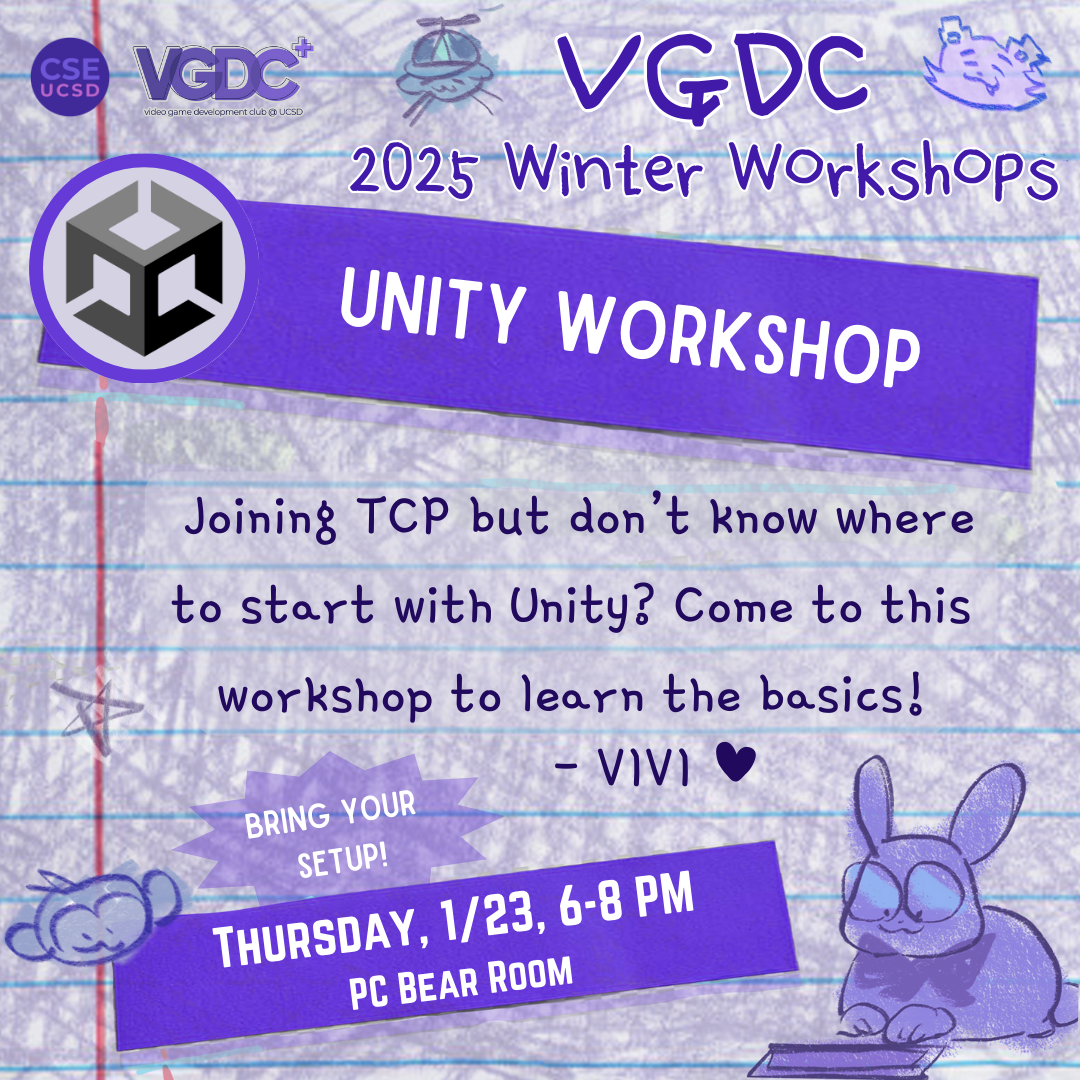 CSE
UCSD
VGDC+
video game development club @ UCSD
VGDC
2025 Winter Workshops
UNITY WORKSHOP
Joining TCP but don't know where
to start with Unity? Come to this
workshop to learn the basics!
- VIVI ♥
BRING YOUR
SETUP!
THURSDAY, 1/23, 6-8 PM
PC BEAR ROOM